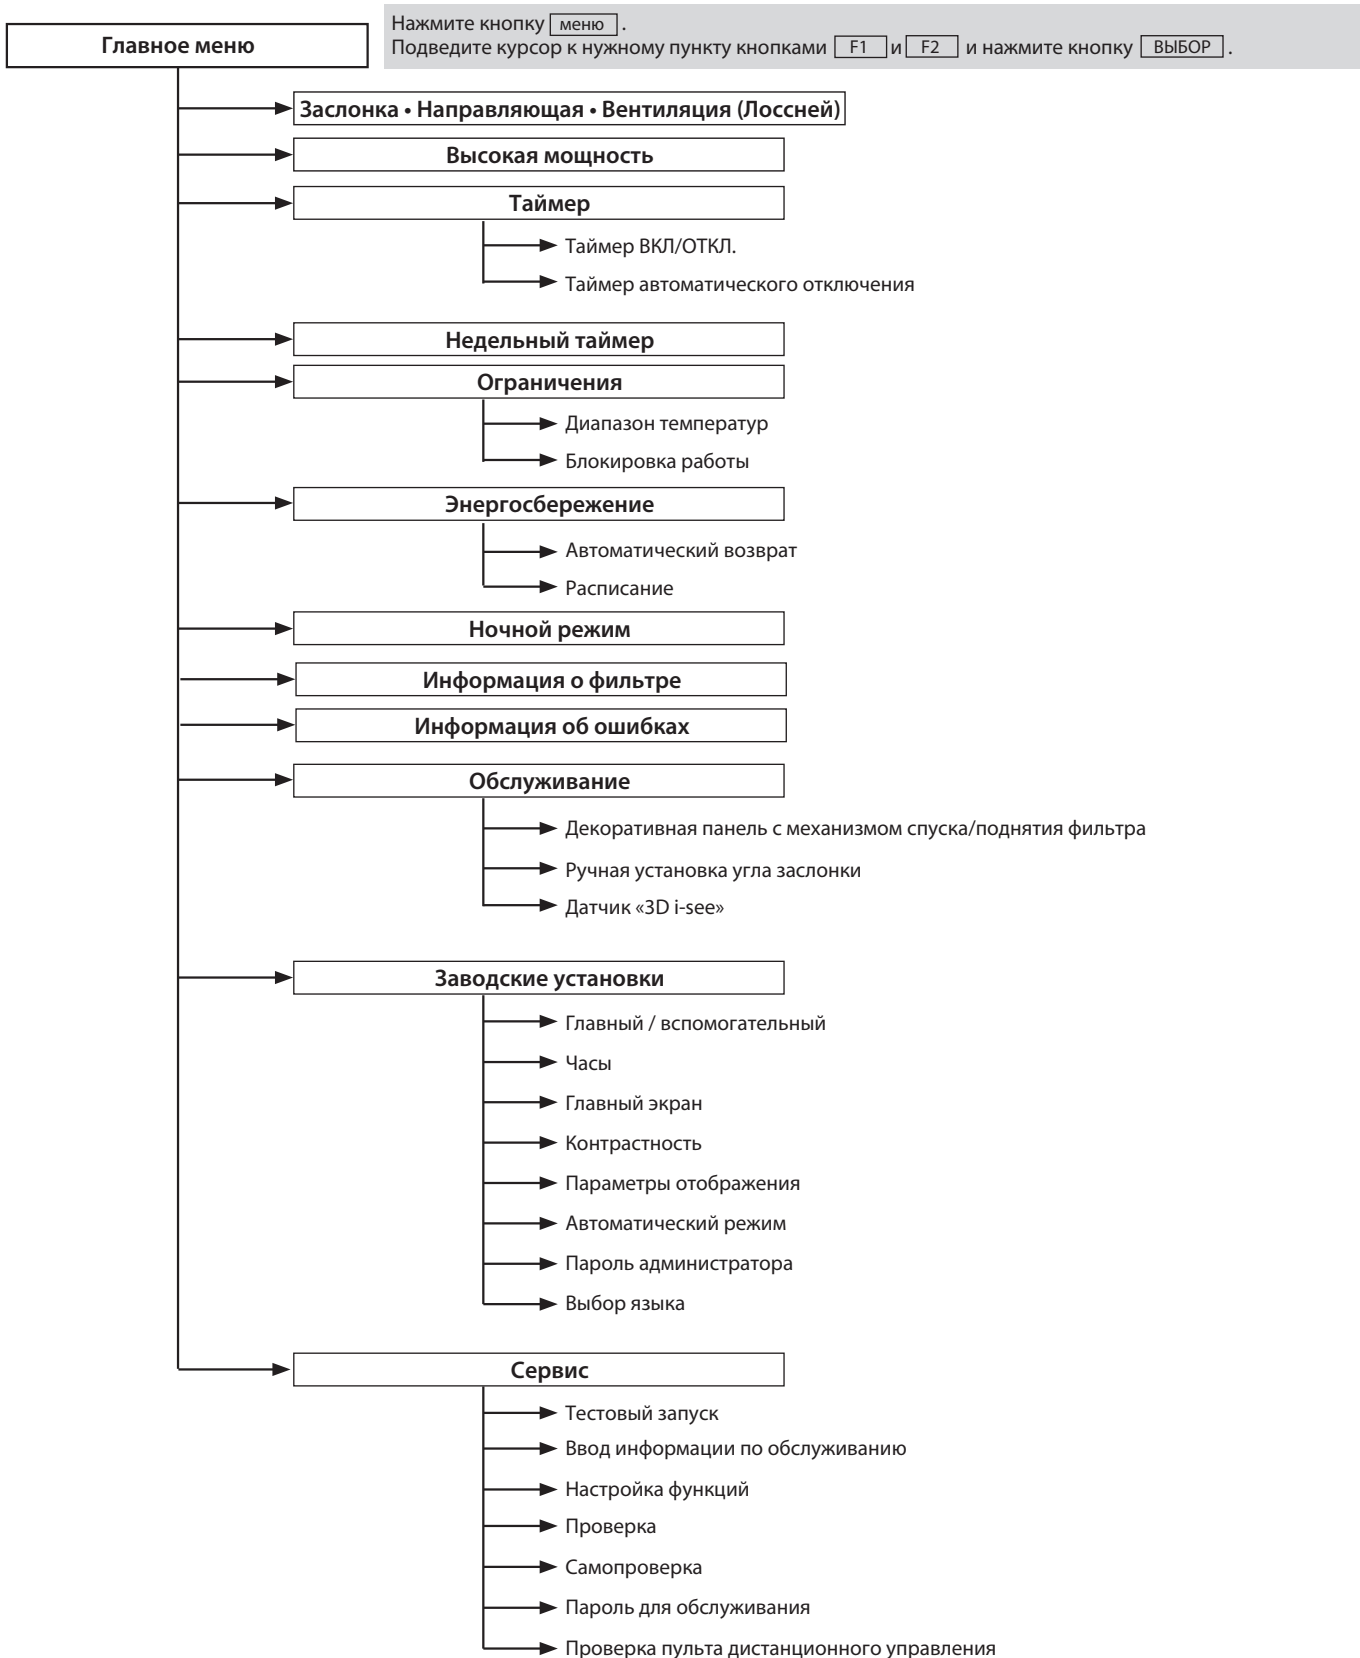 Главное меню
Нажмите кнопку меню .
Подведите курсор к нужному пункту кнопками F1 и F2 и нажмите кнопку ВЫБОР .
Заслонка • Направляющая • Вентиляция (Лоссней)
Высокая мощность
Таймер
Таймер ВКЛ/ОТКЛ.
Таймер автоматического отключения
Недельный таймер
Ограничения
Диапазон температур
Блокировка работы
Энергосбережение
Автоматический возврат
Расписание
Ночной режим
Информация о фильтре
Информация об ошибках
Обслуживание
Декоративная панель с механизмом спуска/поднятия фильтра
Ручная установка угла заслонки
Датчик «3D i-see»
Заводские установки
Главный / вспомогательный
Часы
Главный экран
Контрастность
Параметры отображения
Автоматический режим
Пароль администратора
Выбор языка
Сервис
Тестовый запуск
Ввод информации по обслуживанию
Настройка функций
Проверка
Самопроверка
Пароль для обслуживания
Проверка пульта дистанционного управления